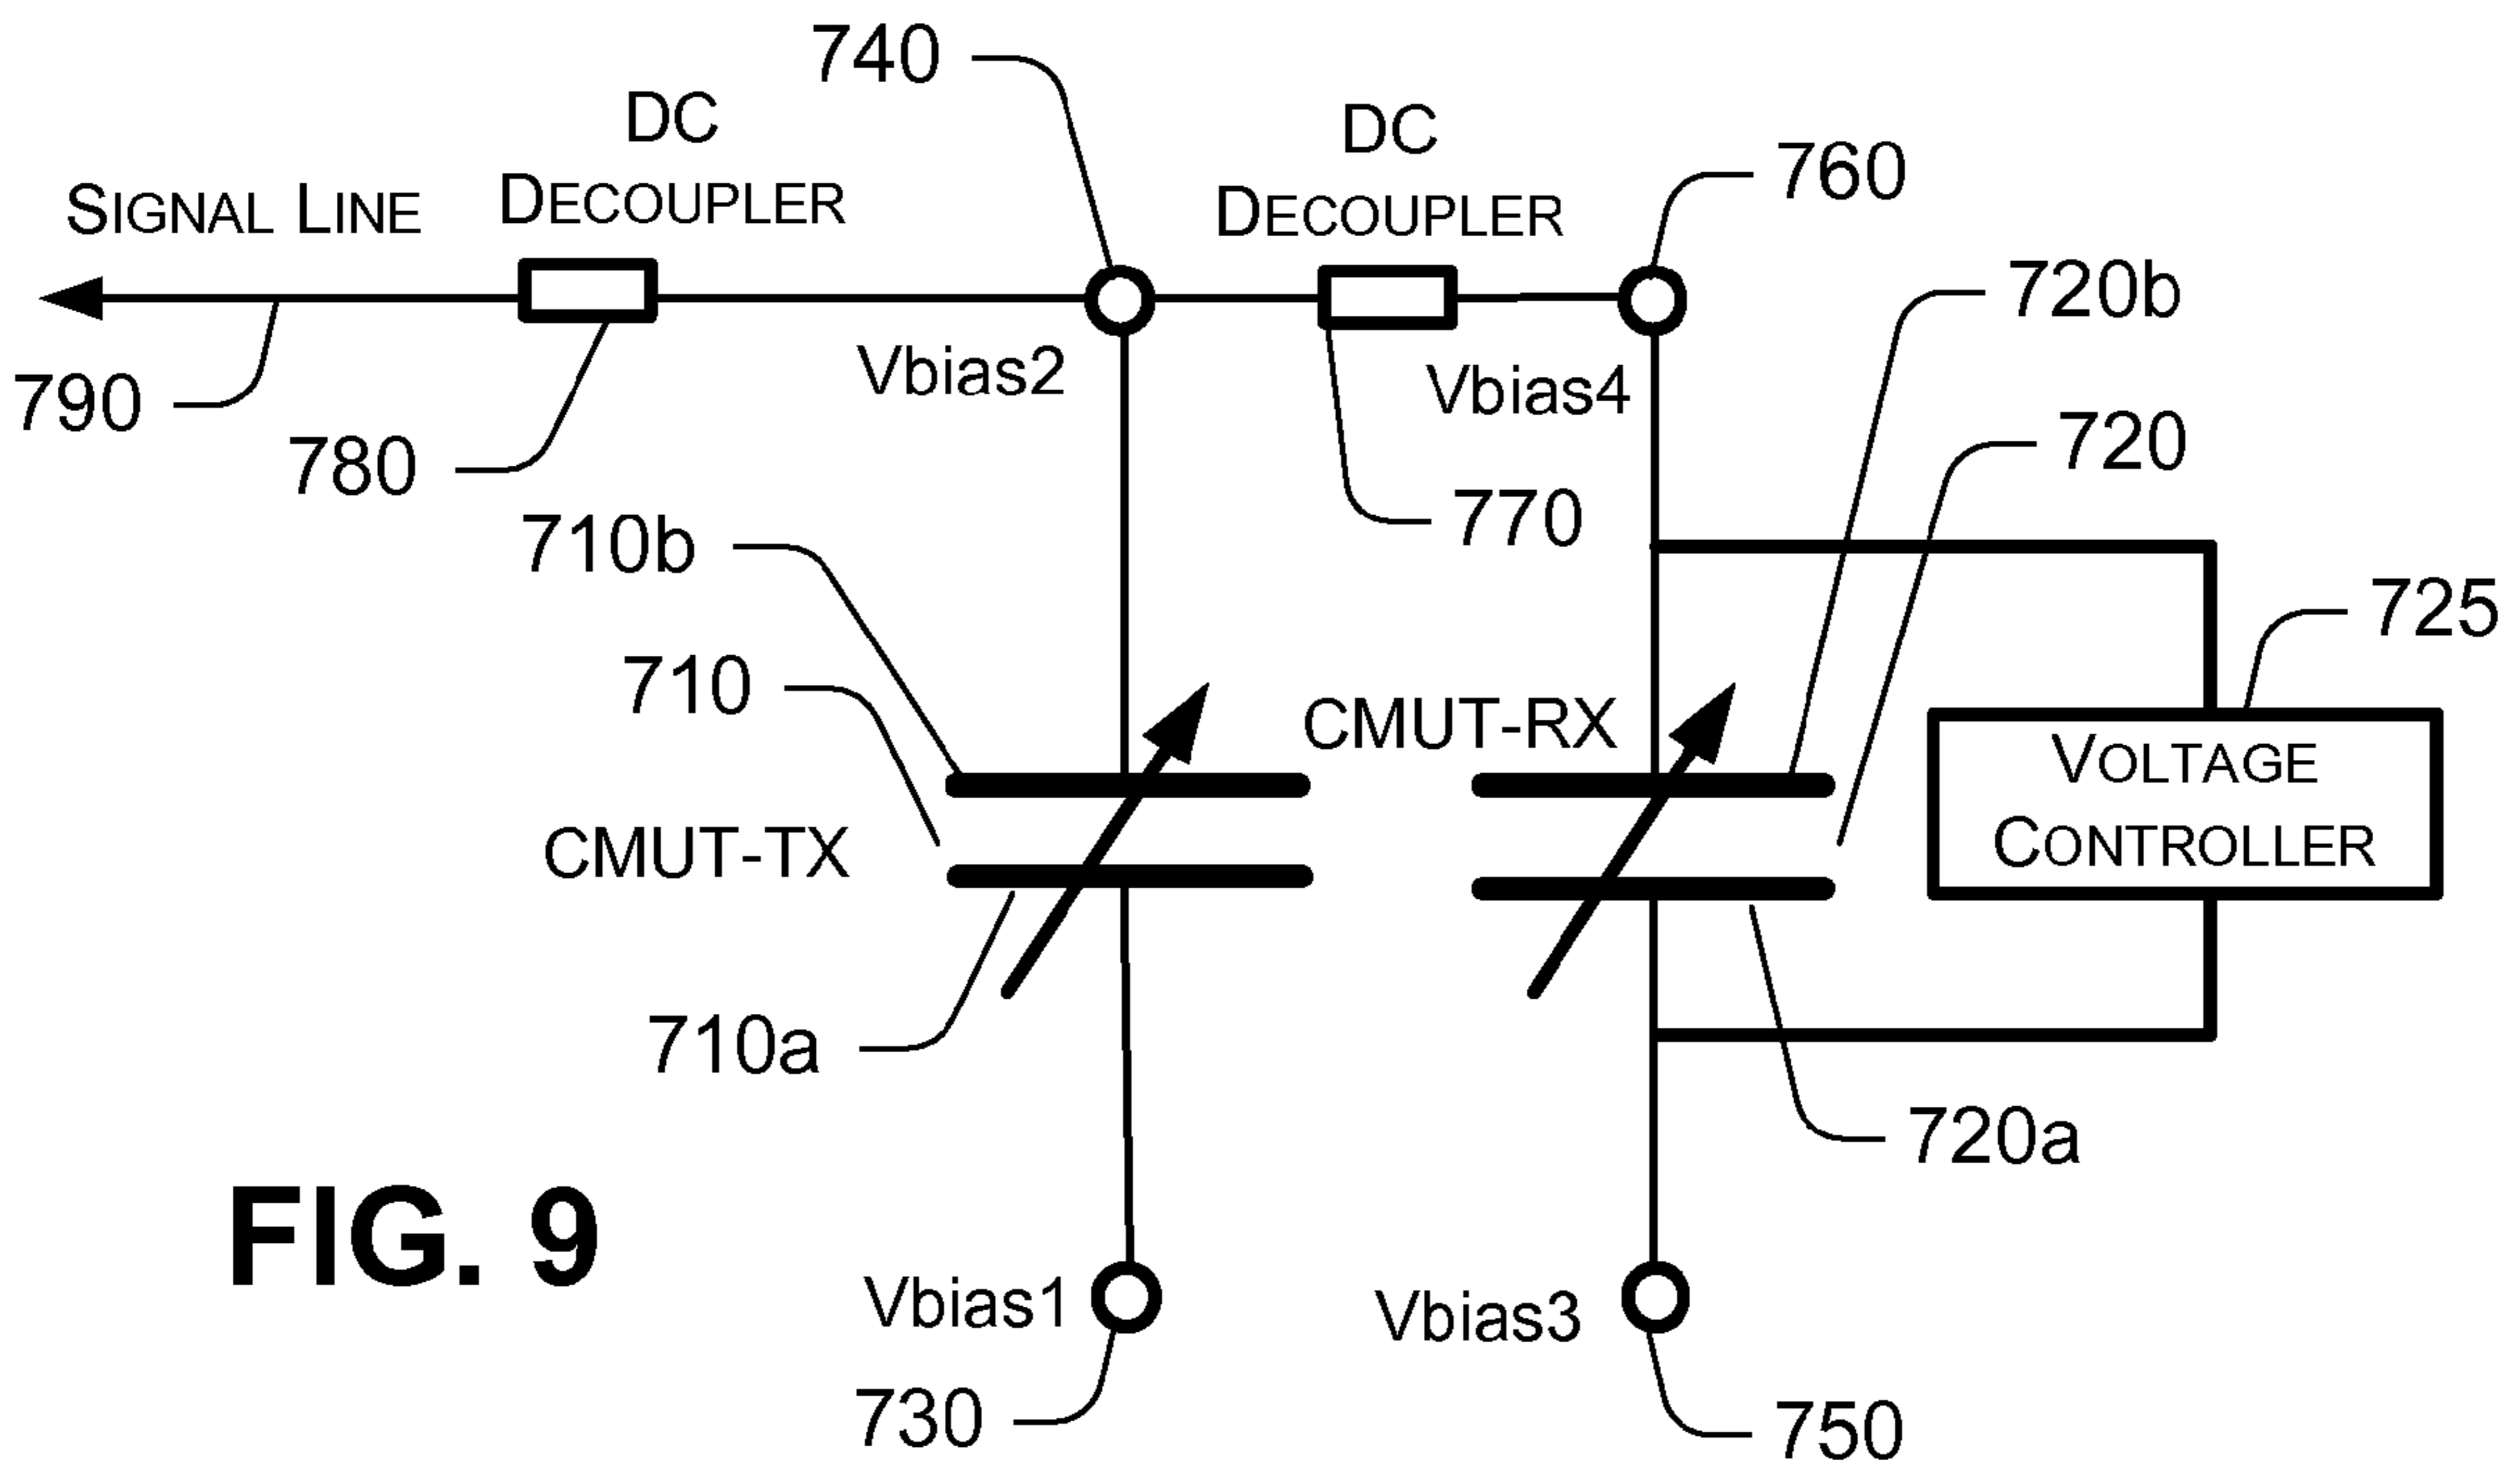 740
DC
DECOUPLER
DC
DECOUPLER
760
SIGNAL LINE
720b
790
Vbias2
Vbias4
720
780
770
710b
725
710
CMUT-RX
VOLTAGE
CONTROLLER
CMUT-TX
710a
720a
FIG. 9
Vbias1
Vbias3
730
750